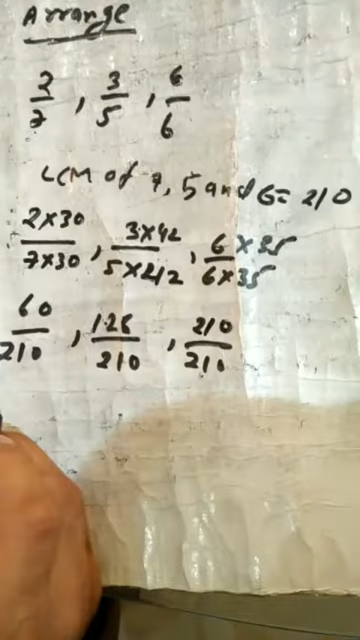 Arrange
2/7 , 3/5 , 6/6
LCM of 7, 5 and 6 = 210
2×30/7×30 , 3×42/5×42 , 6×35/6×35
60/210 , 126/210 , 210/210